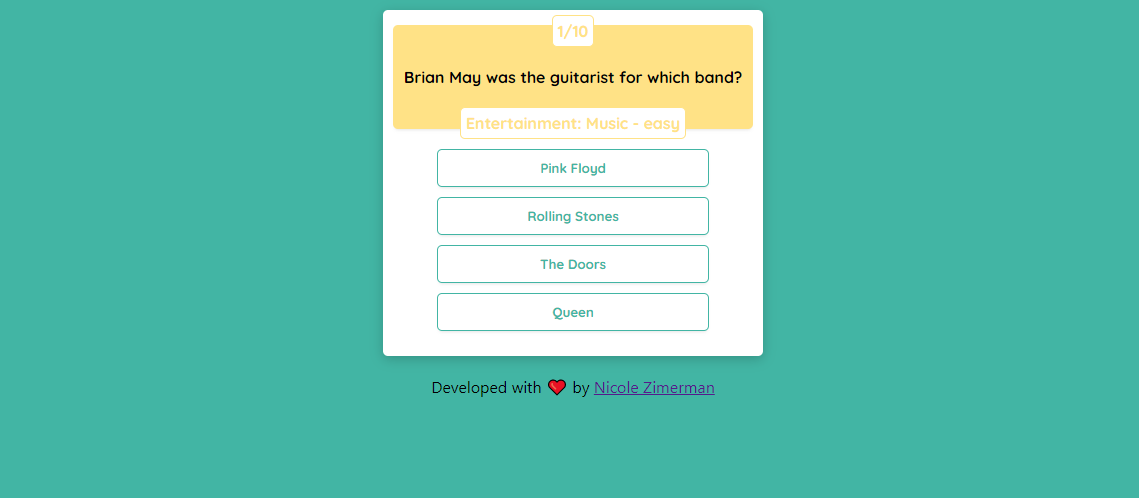 1/10
Brian May was the guitarist for which band?
Entertainment: Music - easy
Pink Floyd
Rolling Stones
The Doors
Queen
Developed with ❤️ by Nicole Zimerman